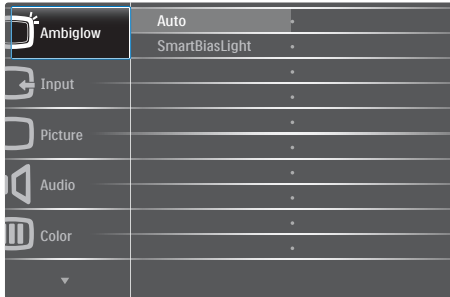 Ambiglow
Auto
SmartBiasLight
Input
Picture
Audio
Color